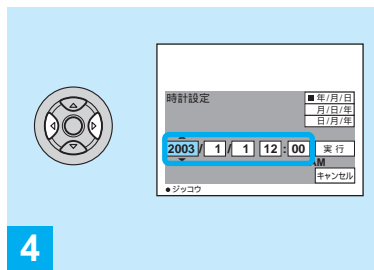 時計設定
■年/月/日
月/日/年
日/月/年
2003/ 1/ 1 12:00
実行
AM
キャンセル
●ジッコウ
4